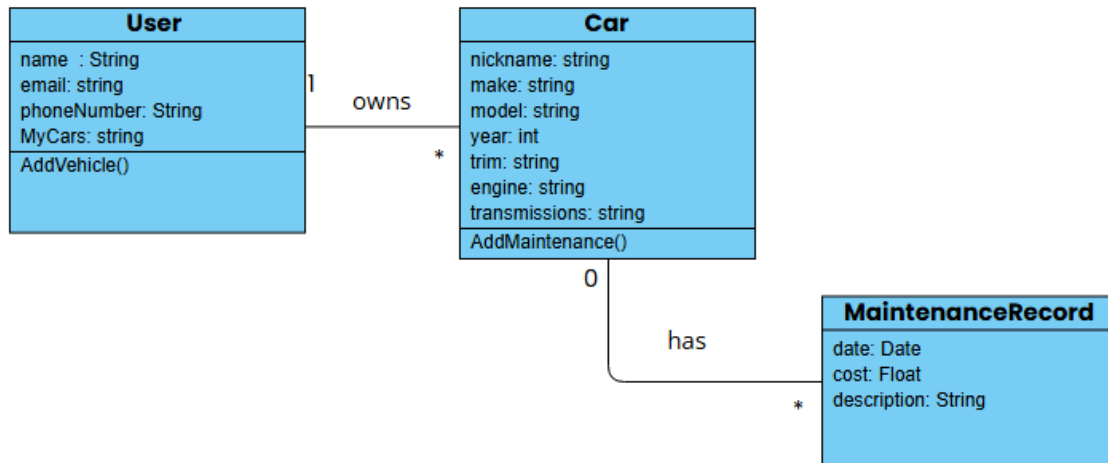 User
name : String
email: string
phoneNumber: String
MyCars: string
AddVehicle()
1
owns
*
Car
nickname: string
make: string
model: string
year: int
trim: string
engine: string
transmissions: string
AddMaintenance()
0
has
*
MaintenanceRecord
date: Date
cost: Float
description: String